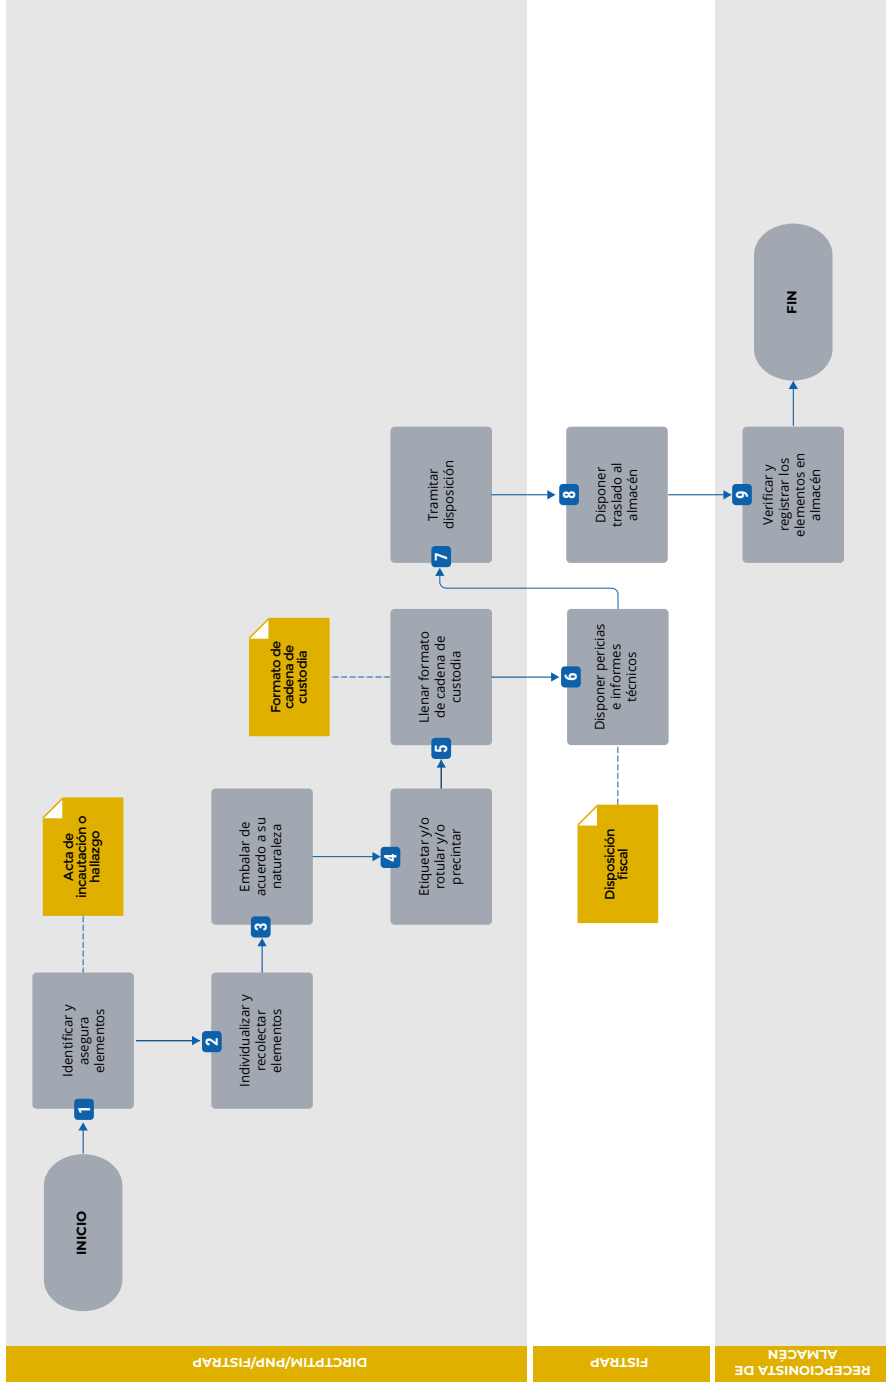 DIRCTPTIM/PNP/FISTRAP
INICIO
1
Identificar y
asegura
elementos
Acta de
incautación o
hallazgo
2
Individualizar y
recolectar
elementos
3
Embalar de
acuerdo a su
naturaleza
4
Etiquetar y/o
rotular y/o
precintar
5
Llenar formato
de cadena de
custodia
Formato de
cadena de
custodia
FISTRAP
6
Disponer pericias
e informes
técnicos
Disposición
fiscal
7
Tramitar
disposición
8
Disponer
traslado al
almacén
RECEPCIONISTA DE
ALMACÉN
9
Verificar y
registrar los
elementos en
almacén
FIN